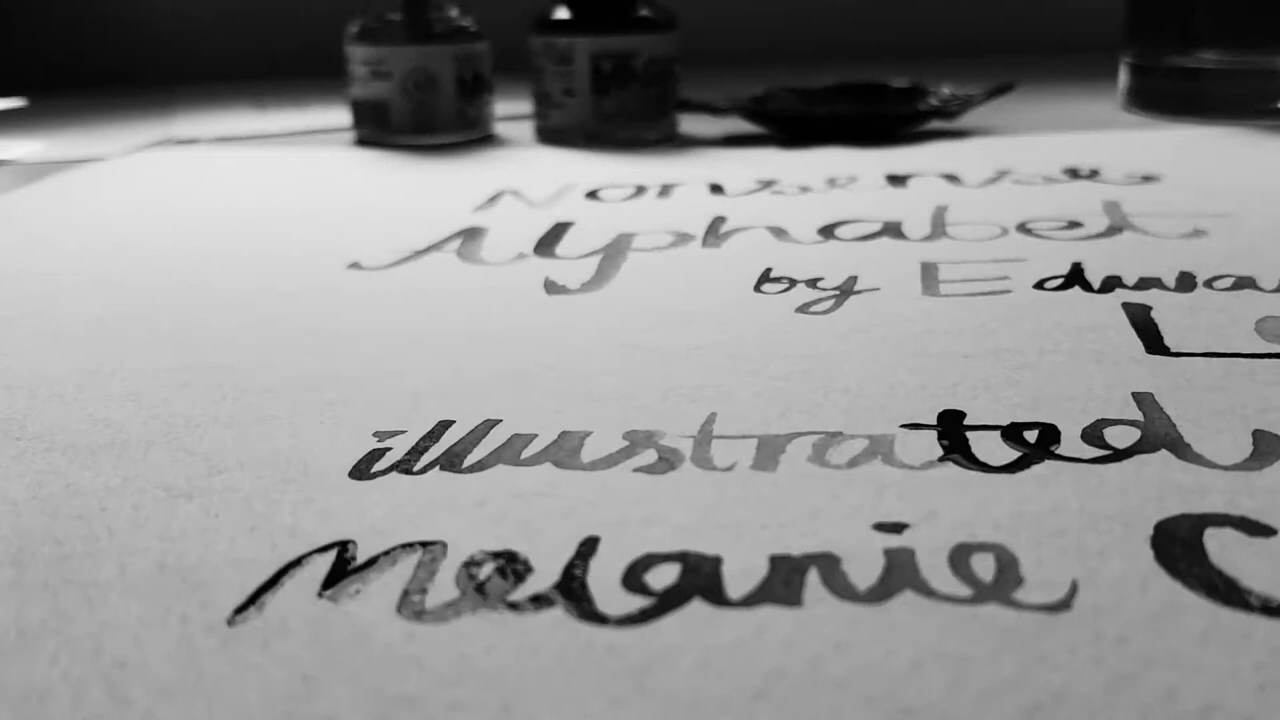 Nonsense
Alphabet
by Edwa
L
illustrated
Melanie C